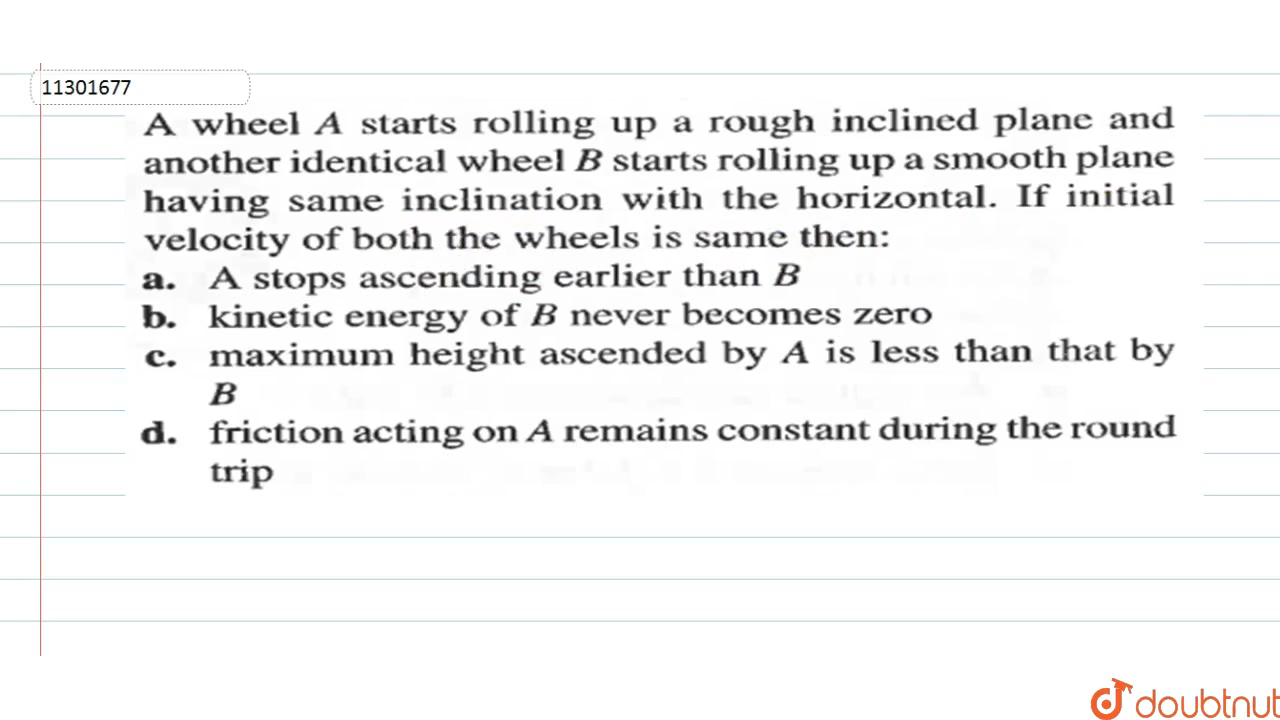 11301677
A wheel A starts rolling up a rough inclined plane and
another identical wheel B starts rolling up a smooth plane
having same inclination with the horizontal. If initial
velocity of both the wheels is same then:
a. A stops ascending earlier than B
b. kinetic energy of B never becomes zero
c. maximum height ascended by A is less than that by
B
d. friction acting on A remains constant during the round
trip
doubtnut